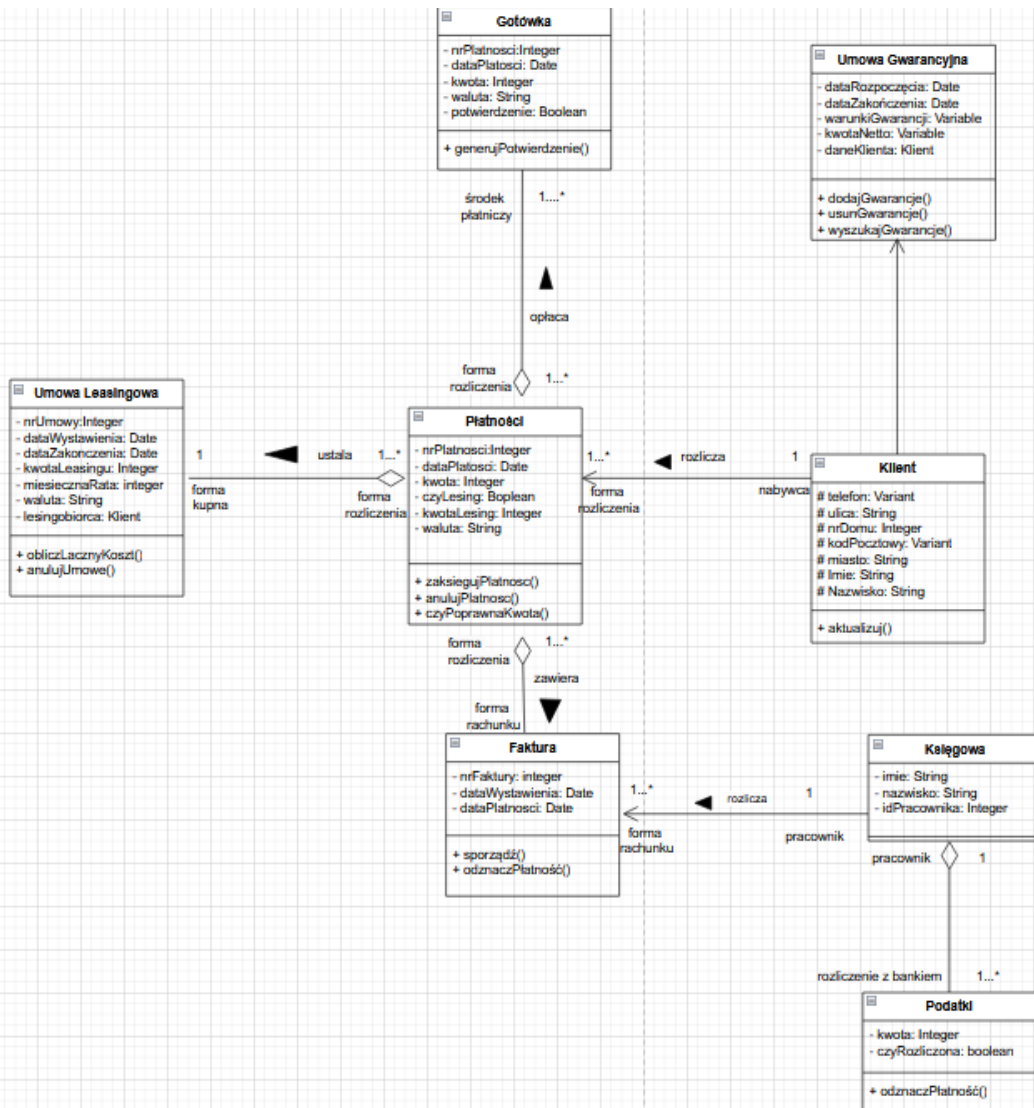 Gotówka
- nrPlatnosci:Integer
- dataPlatosci: Date
- kwota: Integer
- waluta: String
- potwierdzenie: Boolean
+ generujPotwierdzenie()
Umowa Gwarancyjna
- dataRozpoczęcia: Date
- dataZakończenia: Date
- warunkiGwarancji: Variable
- kwotaNetto: Variable
- daneKlienta: Klient
+ dodajGwarancje()
+ usunGwarancje()
+ wyszukajGwarancje()
środek
płatniczy
1....*
opłaca
forma
rozliczenia
1...*
Umowa Leasingowa
- nrUmowy:Integer
- dataWystawienia: Date
- dataZakonczenia: Date
- kwotaLeasingu: Integer
- miesiecznaRata: integer
- waluta: String
- lesingobiorca: Klient
+ obliczLacznyKoszt()
+ anulujUmowe()
1
ustala
1...*
forma
kupna
forma
rozliczenia
Płatności
- nrPlatnosci:Integer
- dataPlatosci: Date
- kwota: Integer
- czyLesing: Boplean
- kwotaLesing: Integer
- waluta: String
+ zaksiegujPlatnosc()
+ anulujPlatnosc()
+ czyPoprawnaKwota()
1...*
rozlicza
1
forma
rozliczenia
nabywca
Klient
# telefon: Variant
# ulica: String
# nrDomu: Integer
# kodPocztowy: Variant
# miasto: String
# Imie: String
# Nazwisko: String
+ aktualizuj()
forma
rozliczenia
1...*
zawiera
forma
rachunku
Faktura
- nrFaktury: integer
- dataWystawienia: Date
- dataPlatnosci: Date
+ sporządź()
+ odznaczPłatność()
1...*
rozlicza
1
forma
rachunku
pracownik
Księgowa
- imie: String
- nazwisko: String
- idPracownika: Integer
pracownik
1
rozliczenie z bankiem
1...*
Podatki
- kwota: Integer
- czyRozliczona: boolean
+ odznaczPłatność()